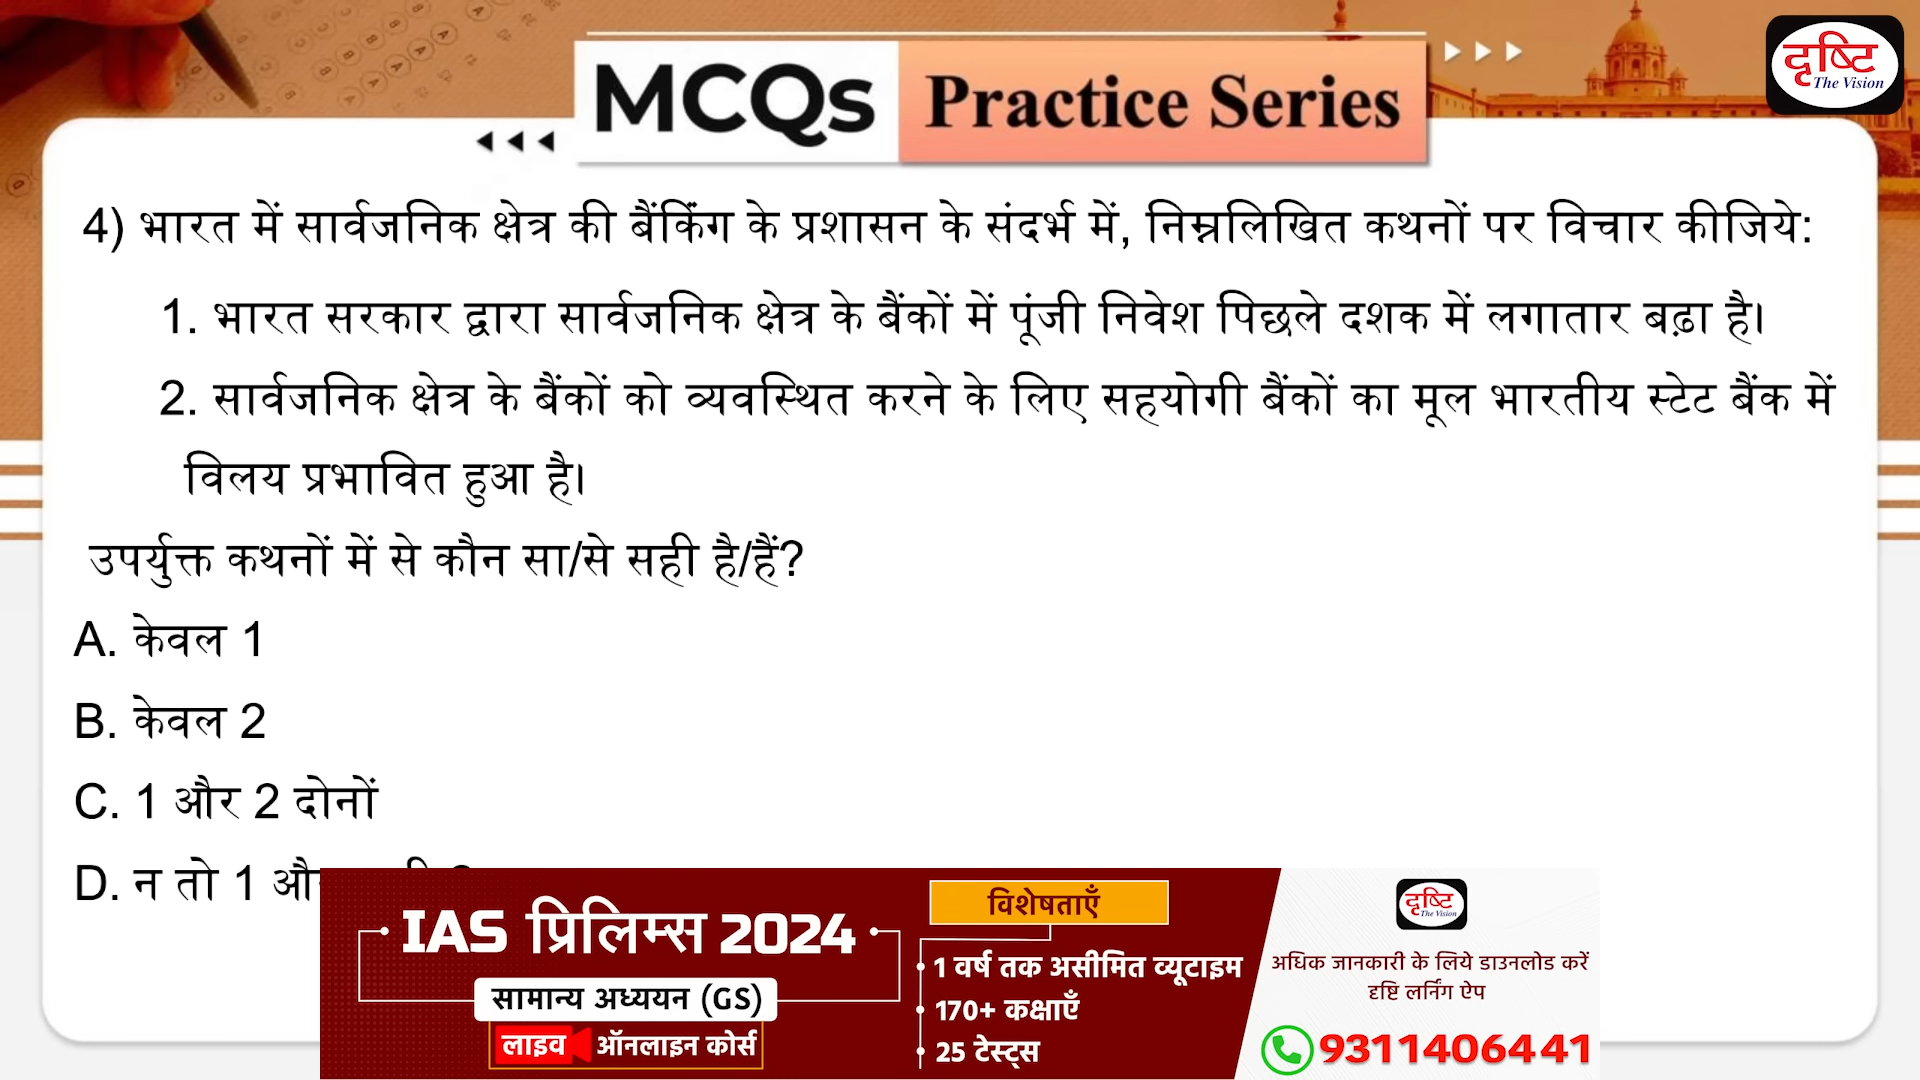 MCQs Practice Series
दृष्टि
The Vision
4) भारत में सार्वजनिक क्षेत्र की बैंकिंग के प्रशासन के संदर्भ में, निम्नलिखित कथनों पर विचार कीजिये:
1. भारत सरकार द्वारा सार्वजनिक क्षेत्र के बैंकों में पूंजी निवेश पिछले दशक में लगातार बढ़ा है।
2. सार्वजनिक क्षेत्र के बैंकों को व्यवस्थित करने के लिए सहयोगी बैंकों का मूल भारतीय स्टेट बैंक में
विलय प्रभावित हुआ है।
उपर्युक्त कथनों में से कौन सा/से सही है/हैं?
A. केवल 1
B. केवल 2
C. 1 और 2 दोनों
D. न तो 1
IAS प्रिलिम्स 2024
सामान्य अध्ययन (GS)
लाइव ऑनलाइन कोर्स
विशेषताएँ
• 1 वर्ष तक असीमित व्यूटाइम
• 170+ कक्षाएँ
• 25 टेस्ट्स
दृष्टि
The Vision
अधिक जानकारी के लिये डाउनलोड करें
दृष्टि लर्निंग ऐप
9311406441